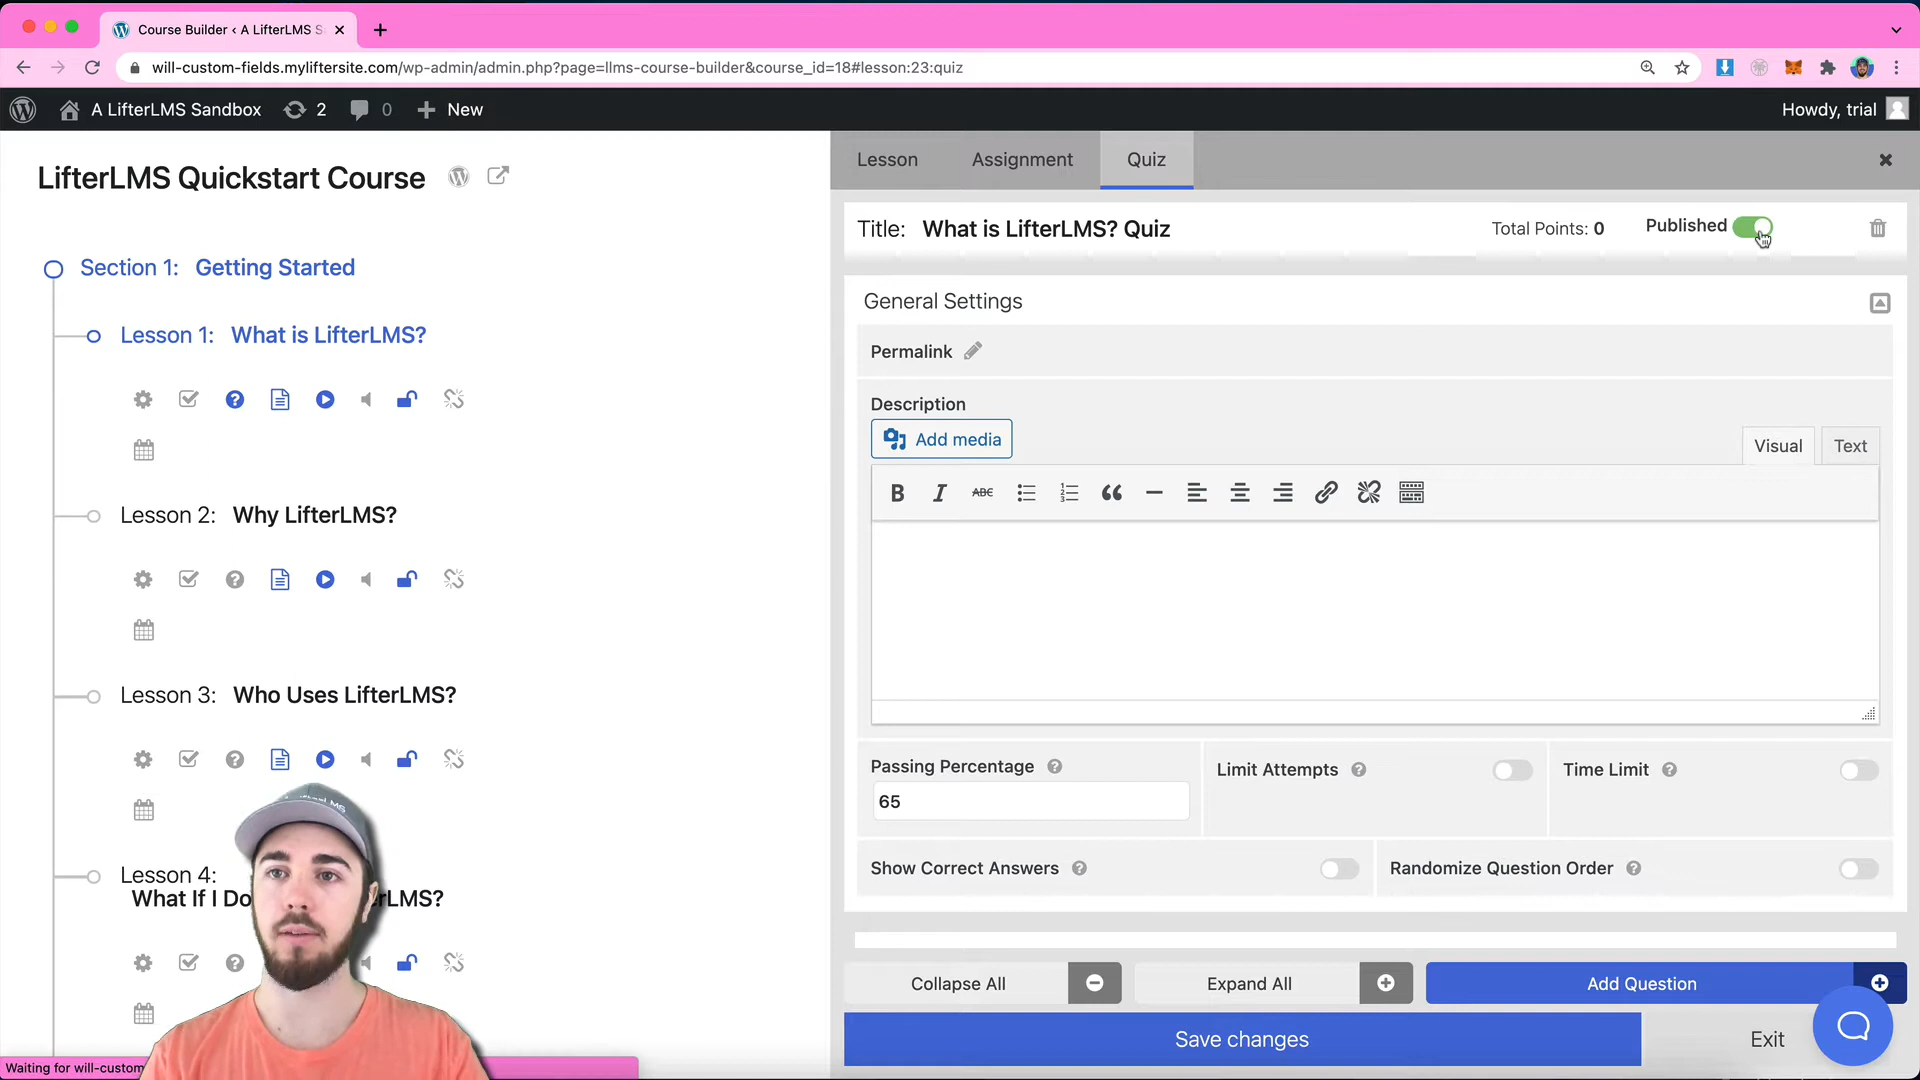 Course Builder ‹ A LifterLMS S
will-custom-fields.myliftersite.com/wp-admin/admin.php?page=llms-course-builder&course_id=18#lesson:23:quiz
A LifterLMS Sandbox 2 0 New Howdy, trial
LifterLMS Quickstart Course
Lesson Assignment Quiz
Title: What is LifterLMS? Quiz Total Points: 0 Published
Section 1: Getting Started
General Settings
Lesson 1: What is LifterLMS?
Permalink
Description
Add media
Visual Text
B I ABC
Lesson 2: Why LifterLMS?
Lesson 3: Who Uses LifterLMS?
Passing Percentage
Limit Attempts
Time Limit
65
Show Correct Answers
Randomize Question Order
Lesson 4:
What If I Do LMS?
Collapse All
Expand All
Add Question
Save changes
Exit
Waiting for will-custom